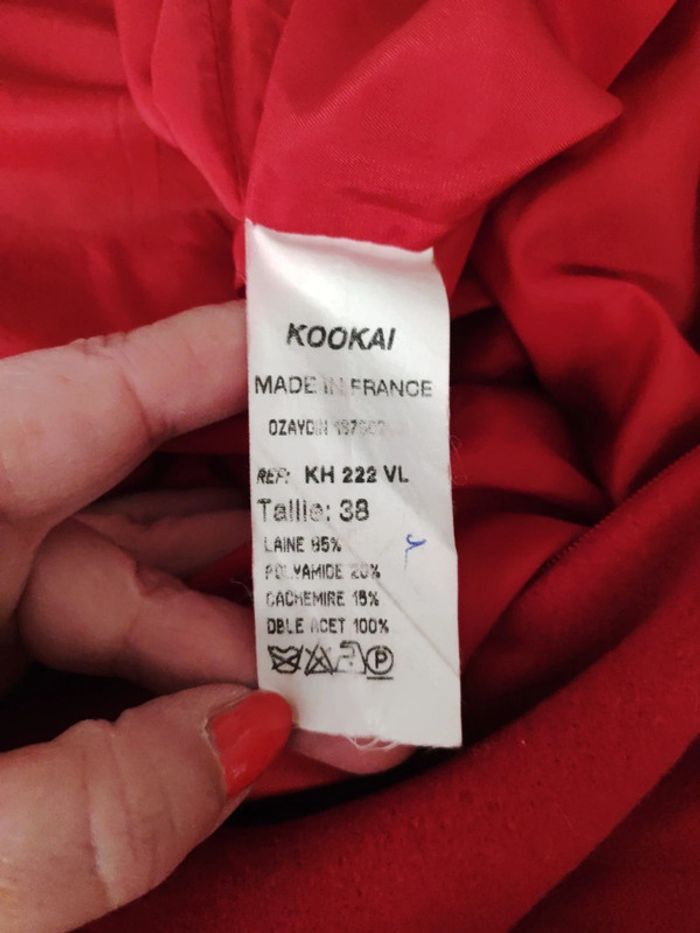 KOOKAI
MADE IN FRANCE
OZAYDIN
REF: KH 222 VL
Taille: 38
LAINE 65%
POLYAMIDE 20%
CACHEMIRE 15%
DBLE ACET 100%
P